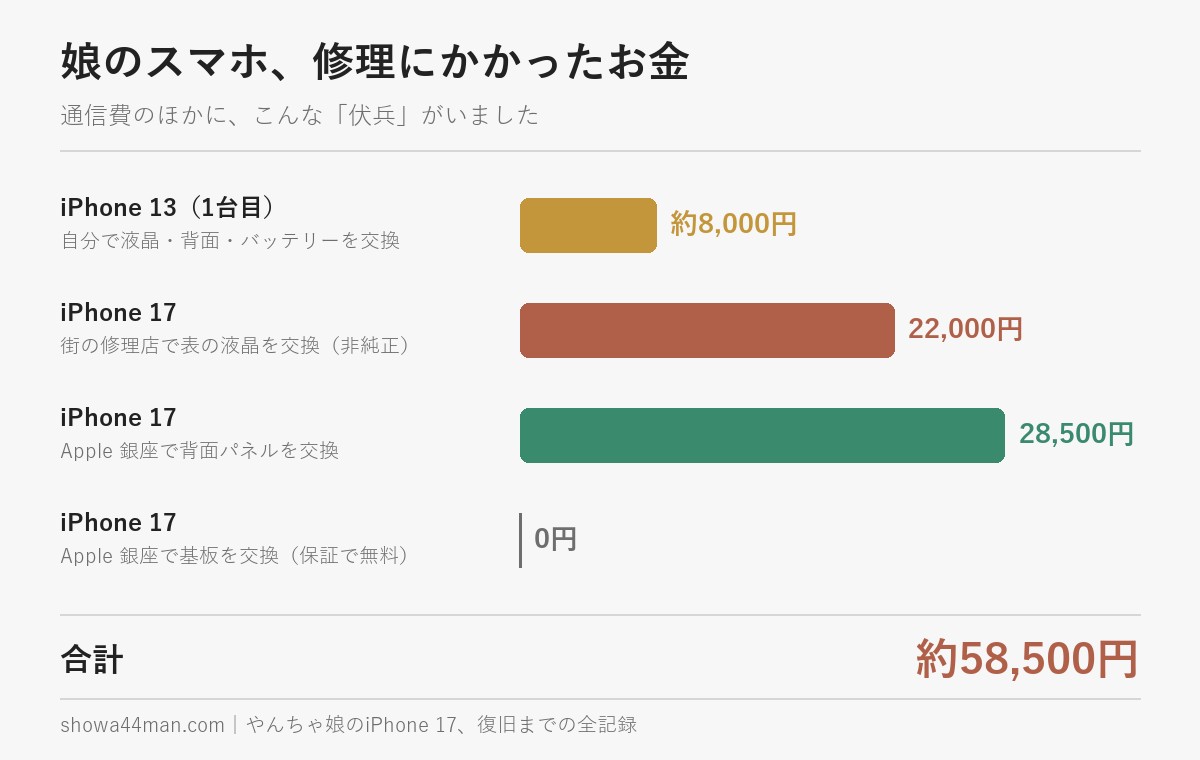 娘のスマホ、修理にかかったお金
通信費のほかに、こんな「伏兵」がいました
iPhone 13（1台目）
自分で液晶・背面・バッテリーを交換
約8,000円
iPhone 17
街の修理店で表の液晶を交換（非純正）
22,000円
iPhone 17
Apple 銀座で背面パネルを交換
28,500円
iPhone 17
Apple 銀座で基板を交換（保証で無料）
0円
合計
約58,500円
showa44man.com｜やんちゃ娘のiPhone 17、復旧までの全記録